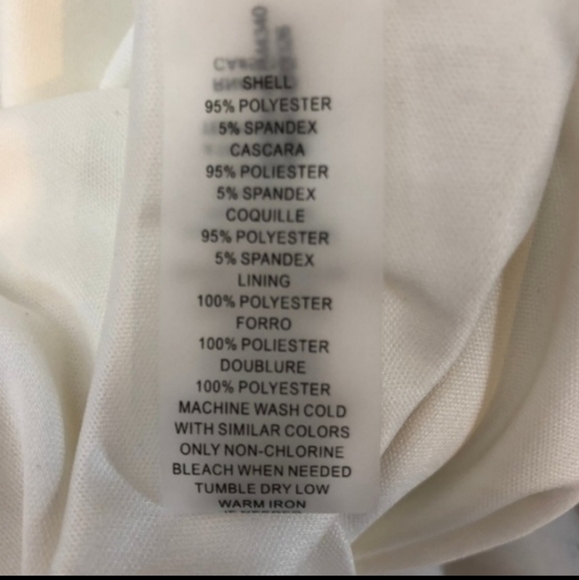 SHELL
95% POLYESTER
5% SPANDEX
CASCARA
95% POLIESTER
5% SPANDEX
COQUILLE
95% POLYESTER
5% SPANDEX
LINING
100% POLYESTER
FORRO
100% POLIESTER
DOUBLURE
100% POLYESTER
MACHINE WASH COLD
WITH SIMILAR COLORS
ONLY NON-CHLORINE
BLEACH WHEN NEEDED
TUMBLE DRY LOW
WARM IRON